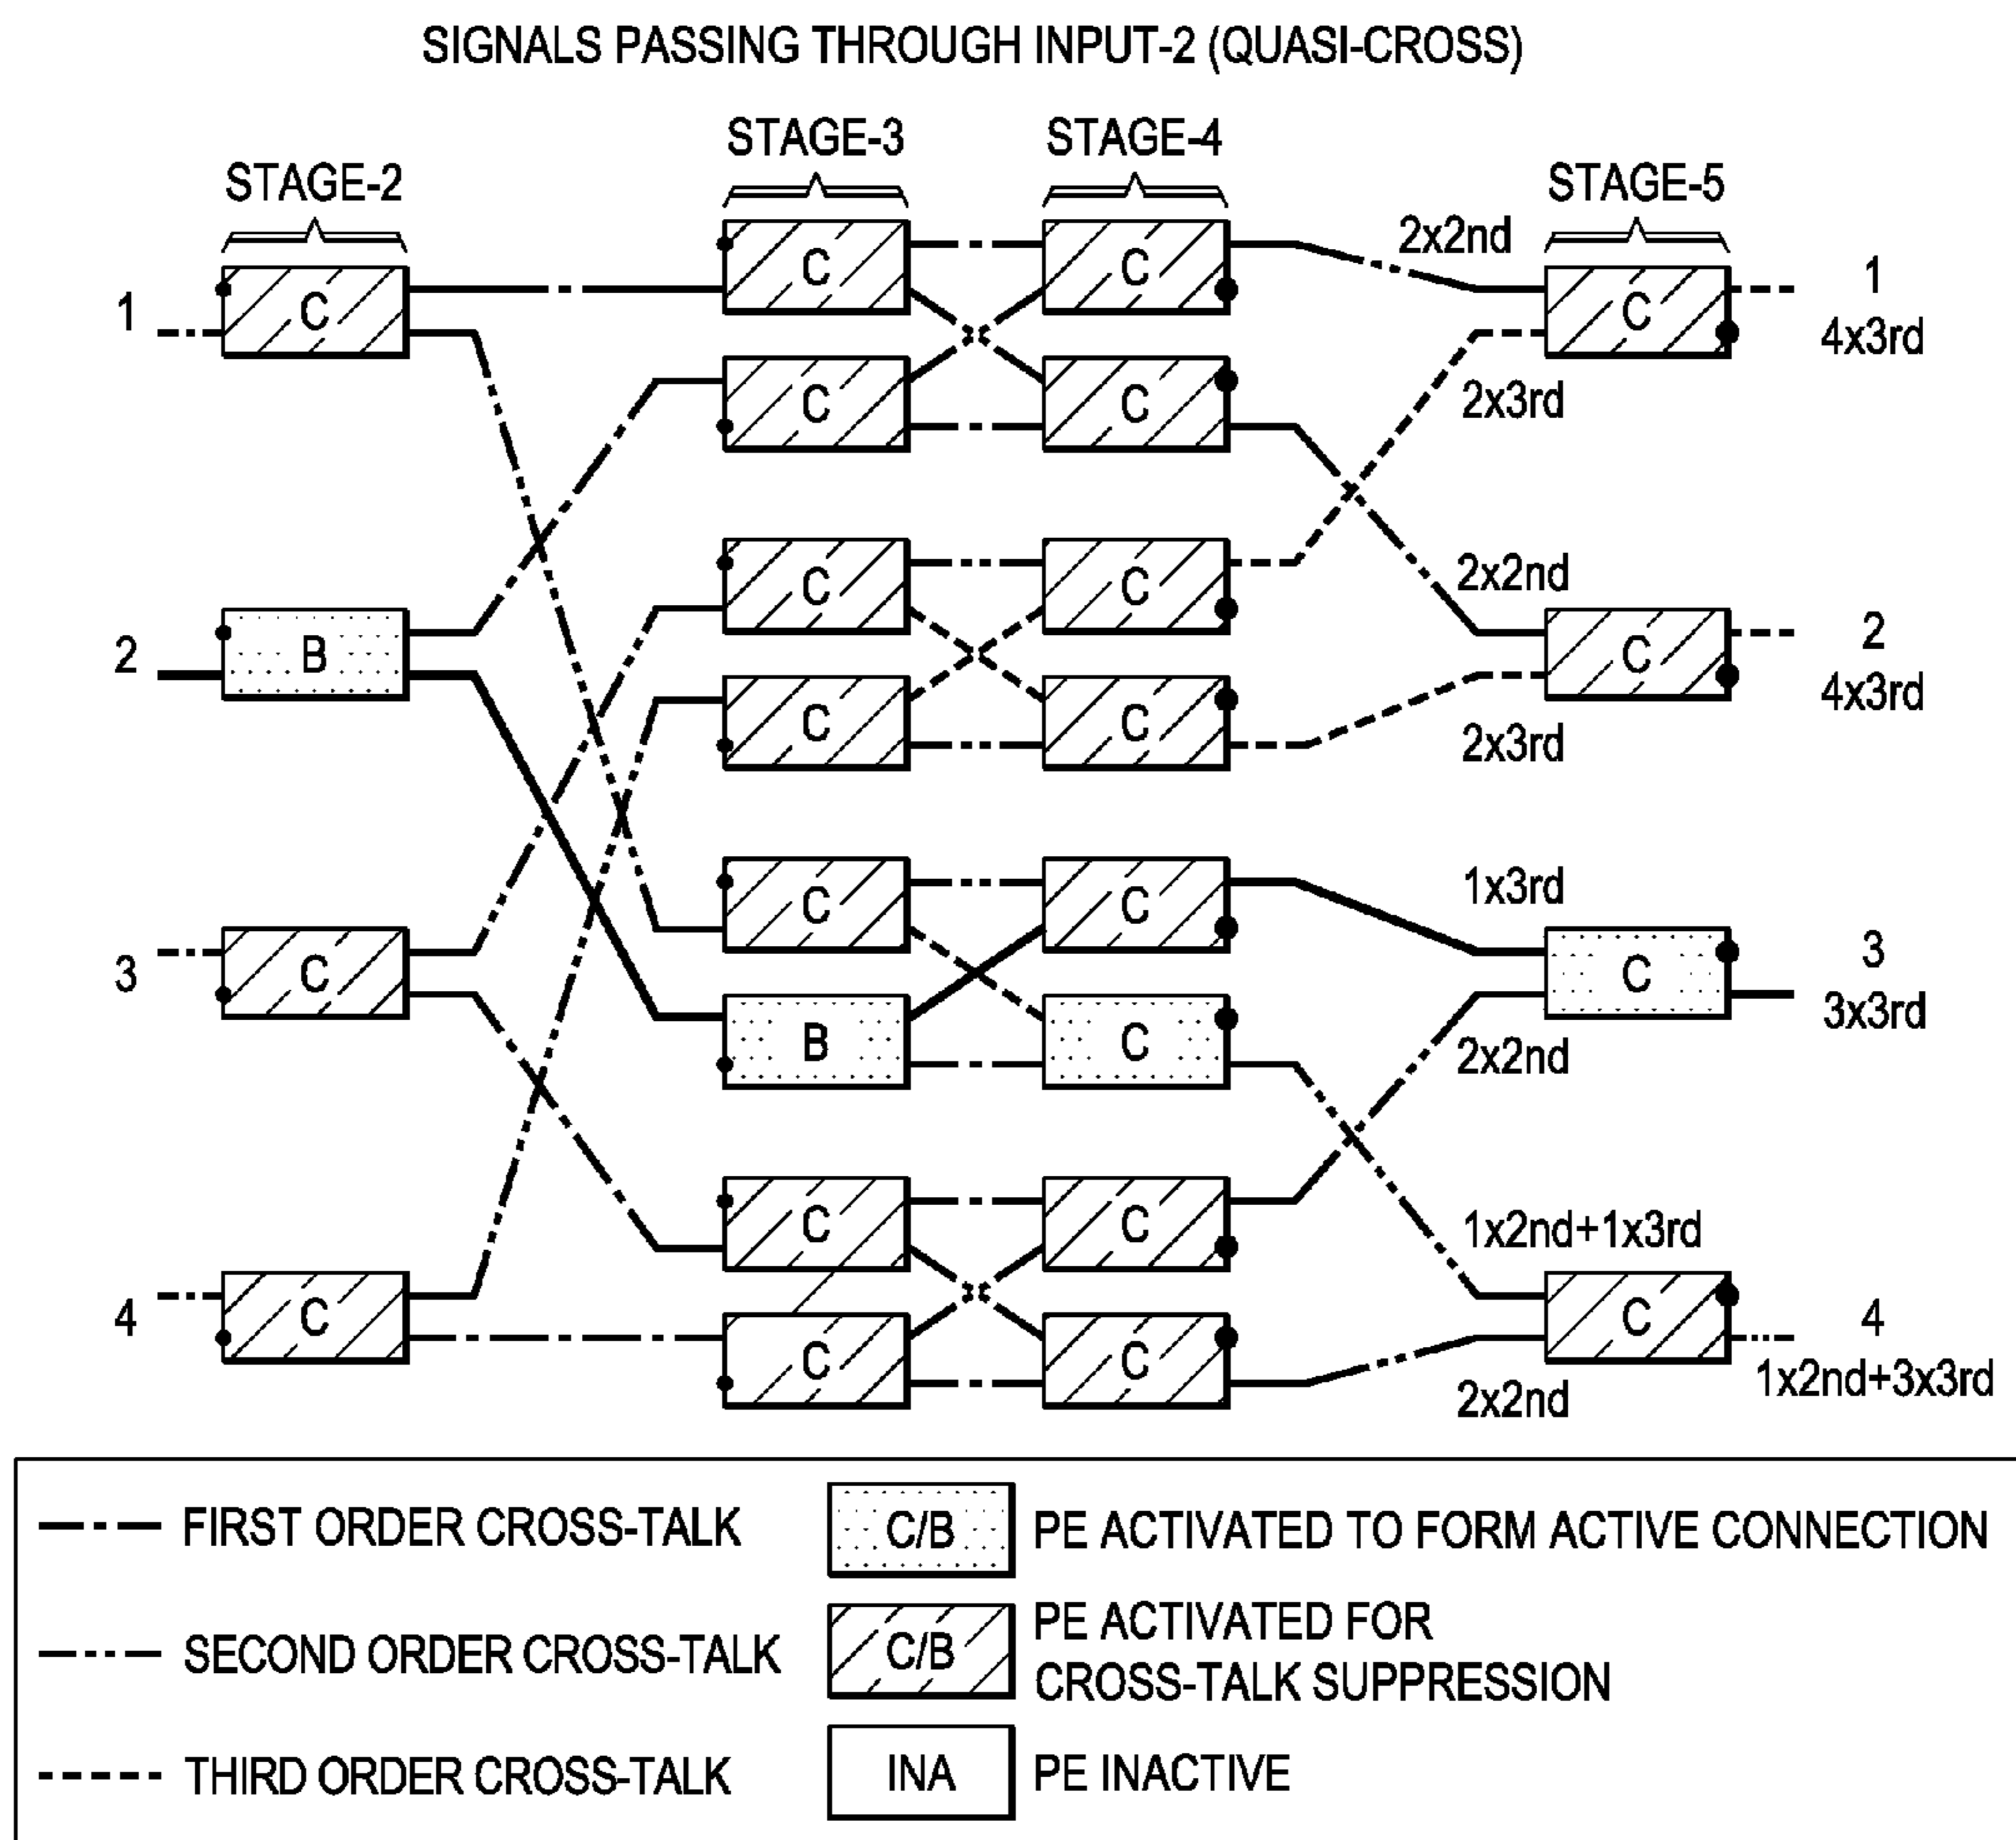 SIGNALS PASSING THROUGH INPUT-2 (QUASI-CROSS)
STAGE-2
STAGE-3
STAGE-4
STAGE-5
1
C
C
C
2x2nd
C
1
4x3rd
C
C
2x3rd
2
B
C
C
2x2nd
C
2
4x3rd
C
C
2x3rd
3
C
C
C
1x3rd
C
3
3x3rd
B
C
2x2nd
4
C
C
C
1x2nd+1x3rd
C
4
1x2nd+3x3rd
C
C
2x2nd
FIRST ORDER CROSS-TALK
C/B
PE ACTIVATED TO FORM ACTIVE CONNECTION
SECOND ORDER CROSS-TALK
C/B
PE ACTIVATED FOR
CROSS-TALK SUPPRESSION
THIRD ORDER CROSS-TALK
INA
PE INACTIVE